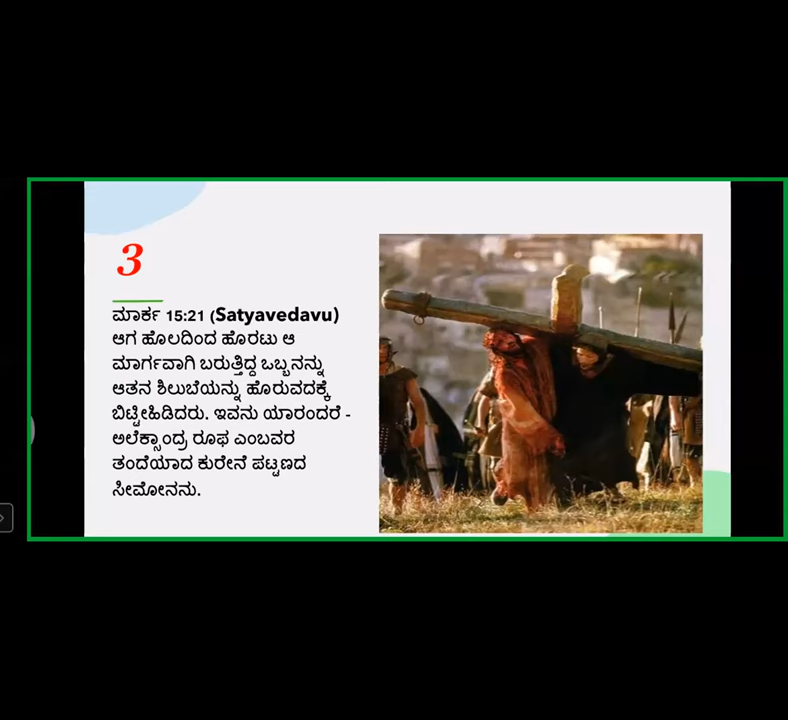 3
ಮಾರ್ಕ 15:21 (Satyavedavu)
ಆಗ ಹೊಲದಿಂದ ಹೊರಟು ಆ
ಮಾರ್ಗವಾಗಿ ಬರುತ್ತಿದ್ದ ಒಬ್ಬನನ್ನು
ಆತನ ಶಿಲುಬೆಯನ್ನು ಹೊರುವದಕ್ಕೆ
ಬಿಟ್ಟೀಹಿಡಿದರು. ಇವನು ಯಾರಂದರೆ -
ಅಲೆಕ್ಸಾಂದ್ರ ರೂಫ ಎಂಬವರ
ತಂದೆಯಾದ ಕುರೇನೆ ಪಟ್ಟಣದ
ಸೀಮೋನನು.